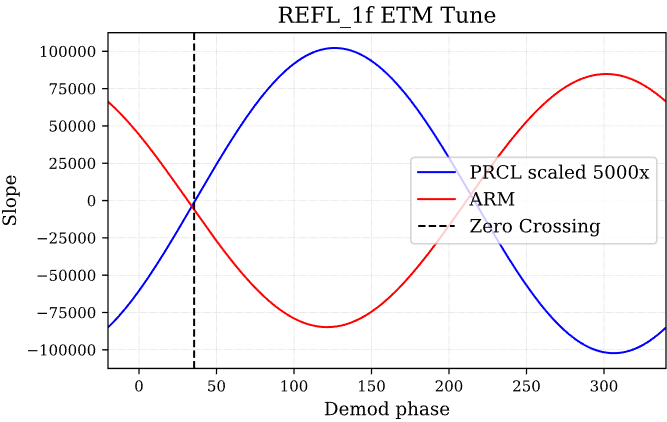 REFL_1f ETM Tune
100000
75000
50000
25000
0
−25000
−50000
−75000
−100000
Slope
PRCL scaled 5000x
ARM
Zero Crossing
0 50 100 150 200 250 300
Demod phase